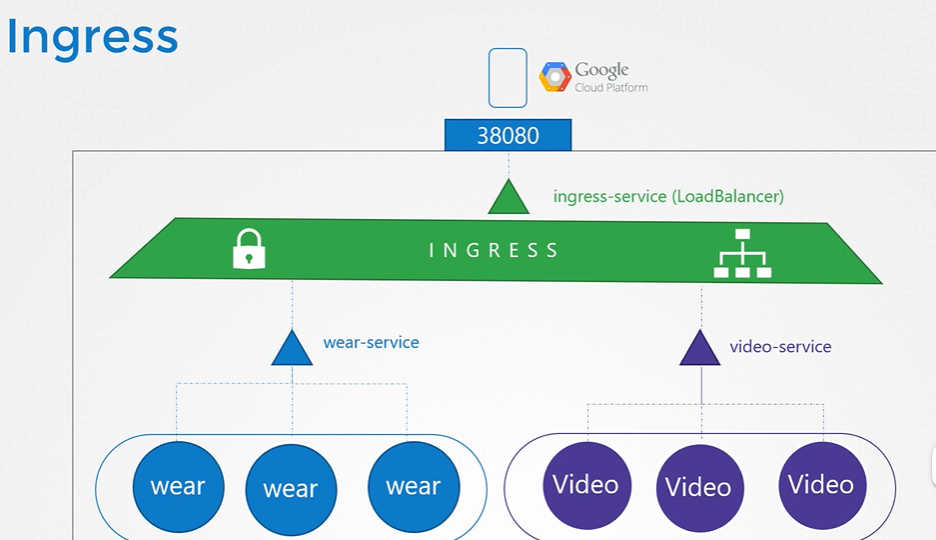 Ingress
Google
Cloud Platform
38080
ingress-service (LoadBalancer)
INGRESS
wear-service
video-service
wear
wear
wear
Video
Video
Video